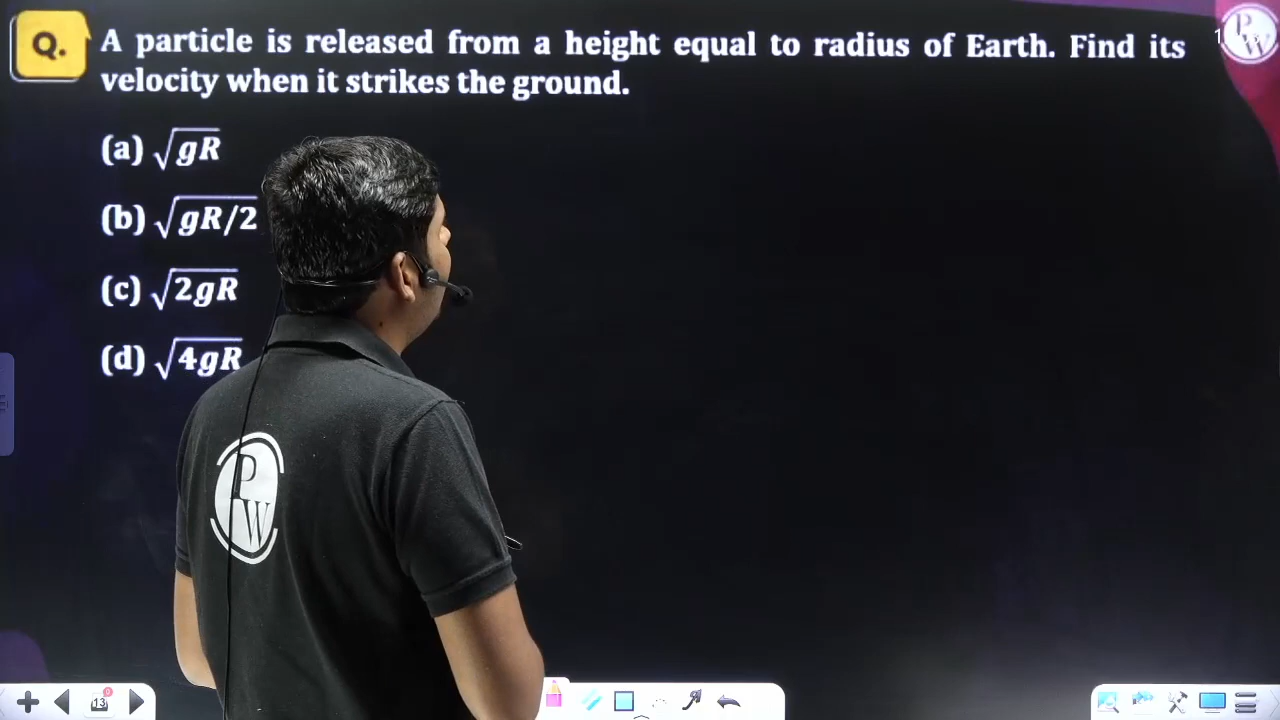 Q. A particle is released from a height equal to radius of Earth. Find its
velocity when it strikes the ground.
(a) √gR
(b) √gR/2
(c) √2gR
(d) √4gR
P
W
P
W
13